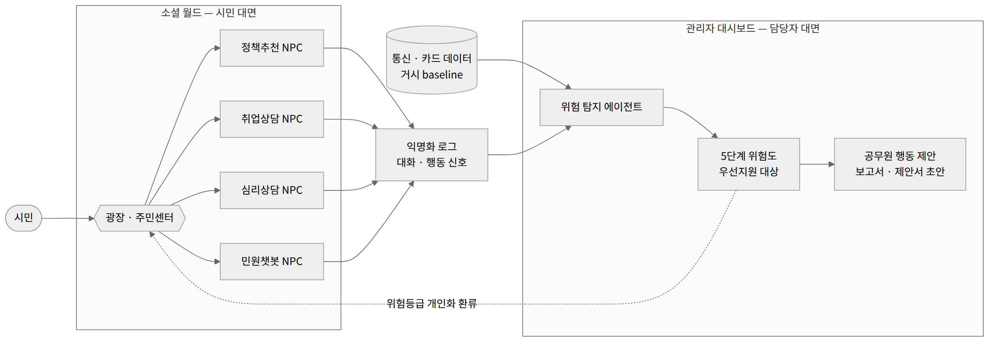 소셜 월드 — 시민 대면
관리자 대시보드 — 담당자 대면
시민
광장 · 주민센터
정책추천 NPC
취업상담 NPC
심리상담 NPC
민원챗봇 NPC
통신 · 카드 데이터
거시 baseline
익명화 로그
대화 · 행동 신호
위험 탐지 에이전트
5단계 위험도
우선지원 대상
공무원 행동 제안
보고서 · 제안서 초안
위험등급 개인화 환류